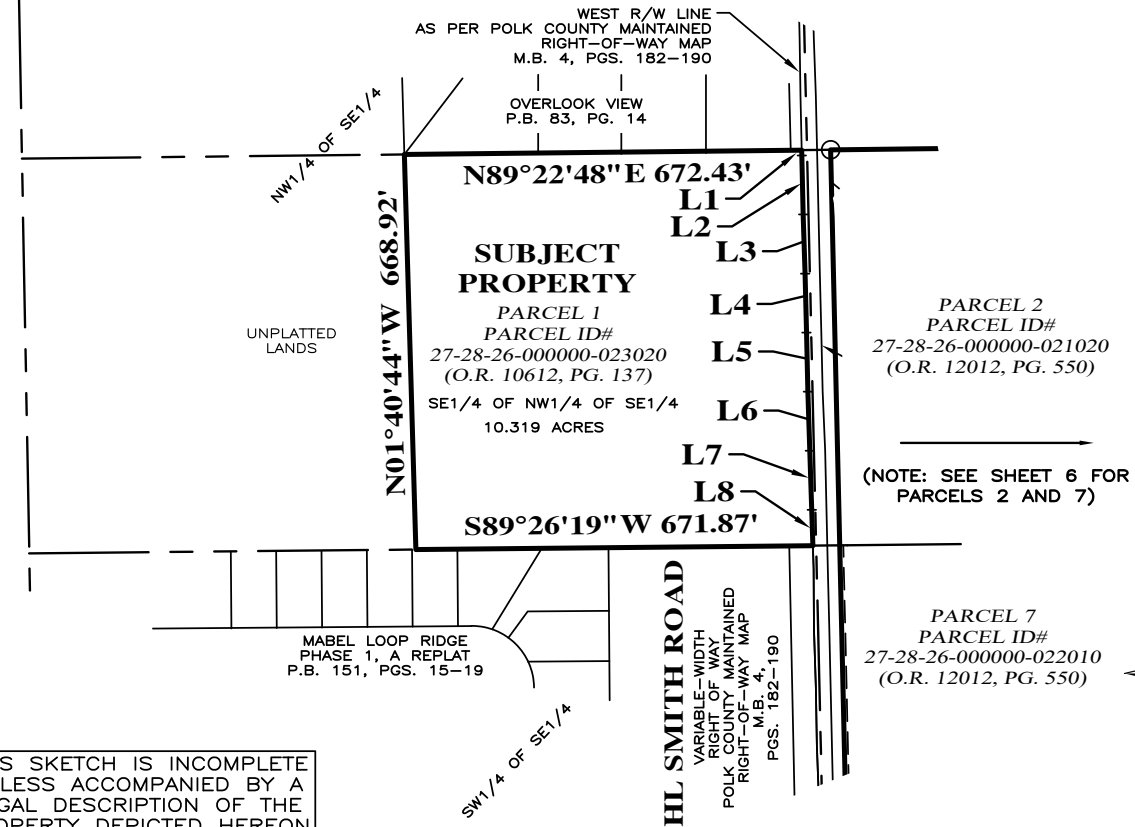 WEST R/W LINE
AS PER POLK COUNTY MAINTAINED
RIGHT-OF-WAY MAP
M.B. 4, PGS. 182-190
OVERLOOK VIEW
P.B. 83, PG. 14
NW1/4 OF SE1/4
N89°22'48"E 672.43'
L1
L2
L3
L4
L5
L6
L7
L8
N01°40'44"W 668.92'
SUBJECT
PROPERTY
PARCEL 1
PARCEL ID#
27-28-26-000000-023020
(O.R. 10612, PG. 137)
SE1/4 OF NW1/4 OF SE1/4
10.319 ACRES
UNPLATTED
LANDS
PARCEL 2
PARCEL ID#
27-28-26-000000-021020
(O.R. 12012, PG. 550)
(NOTE: SEE SHEET 6 FOR
PARCELS 2 AND 7)
S89°26'19"W 671.87'
MABEL LOOP RIDGE
PHASE 1, A REPLAT
P.B. 151, PGS. 15-19
HL SMITH ROAD
VARIABLE-WIDTH
RIGHT OF WAY
POLK COUNTY MAINTAINED
RIGHT-OF-WAY MAP
M.B. 4,
PGS. 182-190
PARCEL 7
PARCEL ID#
27-28-26-000000-022010
(O.R. 12012, PG. 550)
SW1/4 OF SE1/4
S SKETCH IS INCOMPLETE
LESS ACCOMPANIED BY A
GAL DESCRIPTION OF THE
OPERTY DEPICTED HEREON